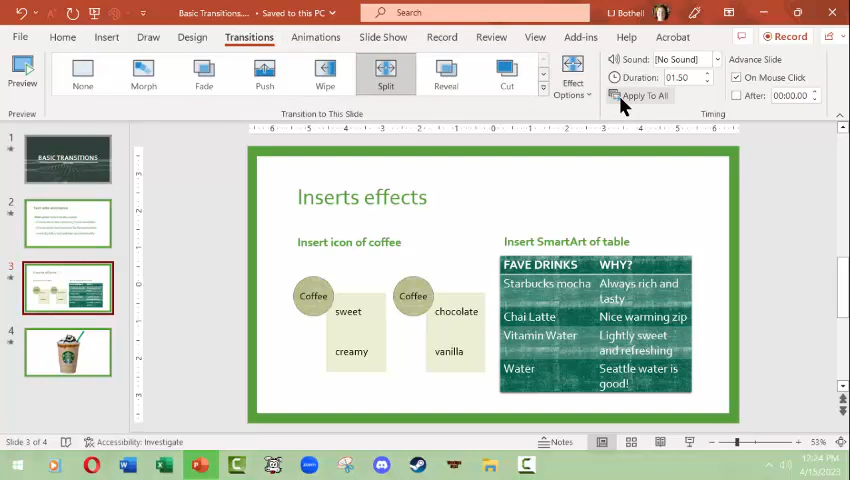 Basic Transitions.... • Saved to this PC
Search
LJ Bothell
File Home Insert Draw Design Transitions Animations Slide Show Record Review View Add-ins Help Acrobat
Record
Preview
None
Morph
Fade
Push
Wipe
Split
Reveal
Cut
Effect
Options
Sound: [No Sound]
Duration: 01.50
Apply To All
Advance Slide
On Mouse Click
After: 00:00.00
Preview
Transition to This Slide
Timing
1
BASIC TRANSITIONS
2
3
4
Inserts effects
Insert icon of coffee
Coffee
sweet
creamy
Coffee
chocolate
vanilla
Insert SmartArt of table
FAVE DRINKS WHY?
Starbucks mocha Always rich and
tasty
Chai Latte Nice warming zip
Vitamin Water Lightly sweet
and refreshing
Water Seattle water is
good!
Slide 3 of 4
Accessibility: Investigate
Notes
53%
12:24 PM